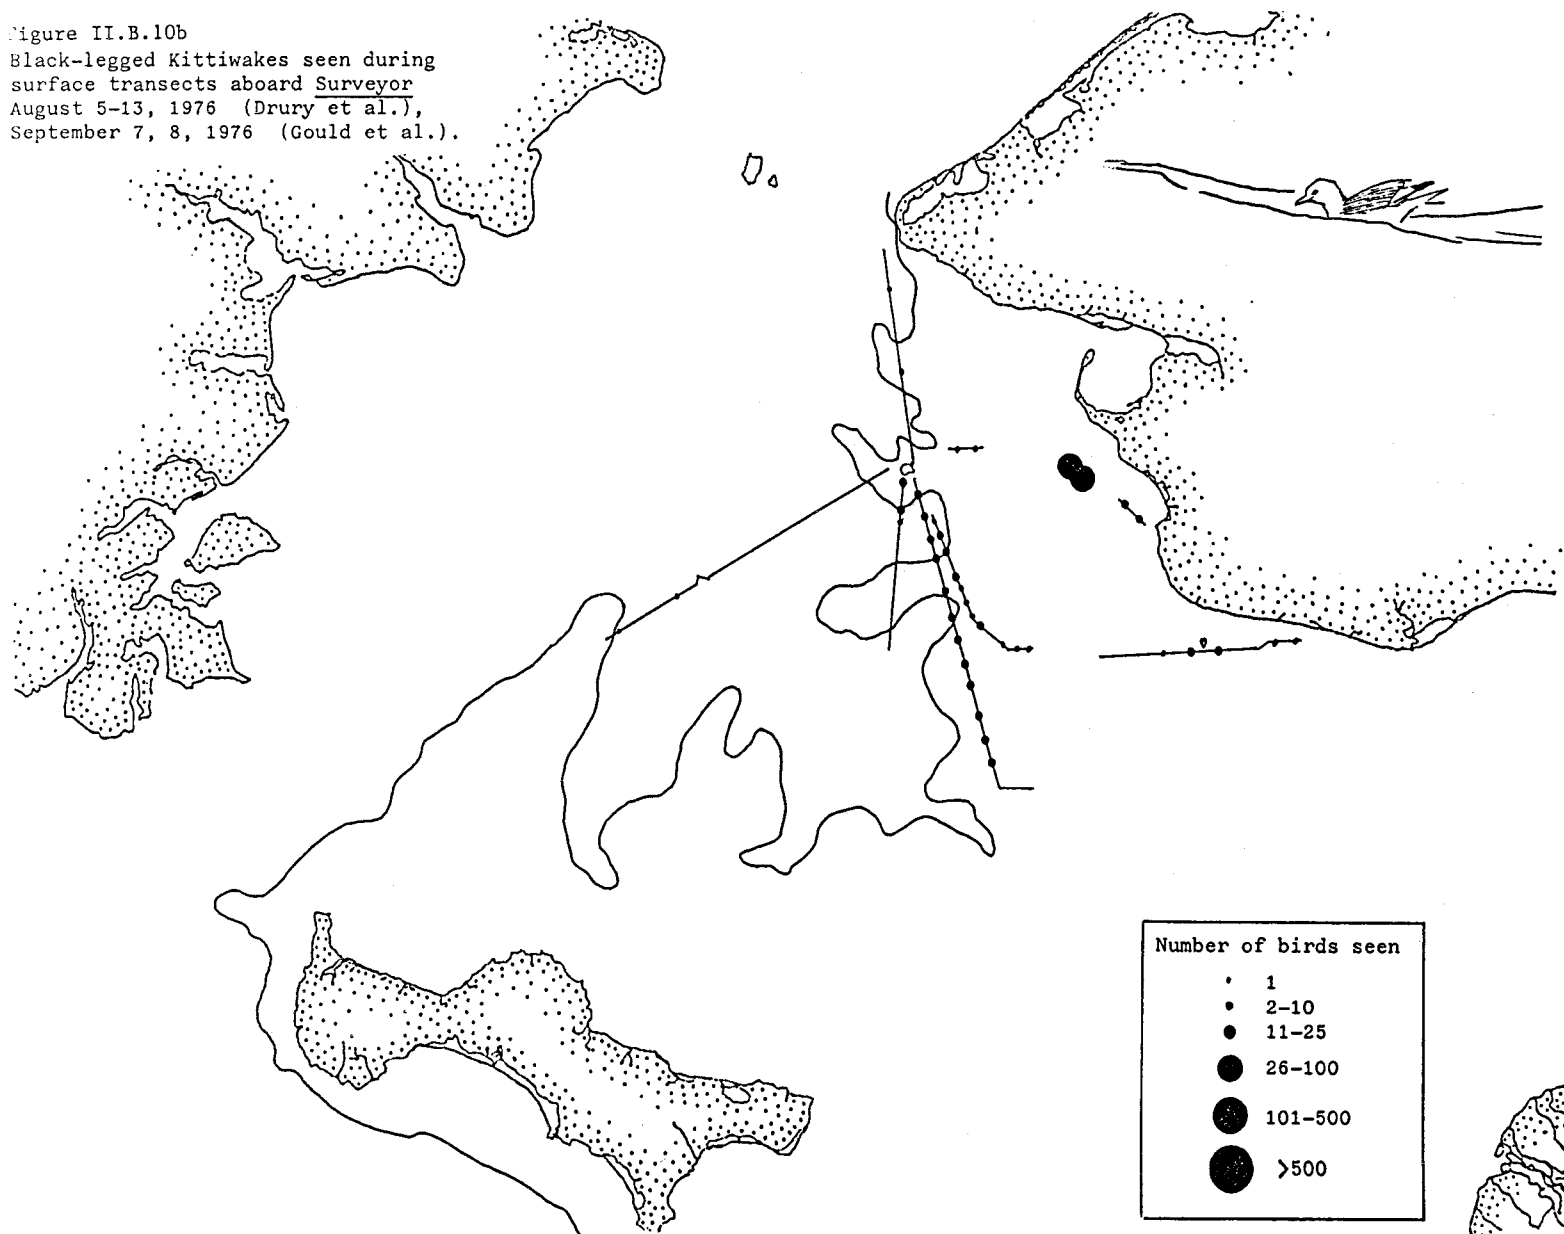 igure II.B.10b
Black-legged Kittiwakes seen during
surface transects aboard Surveyor
August 5-13, 1976 (Drury et al.),
September 7, 8, 1976 (Gould et al.).
Number of birds seen
1
2-10
11-25
26-100
101-500
>500